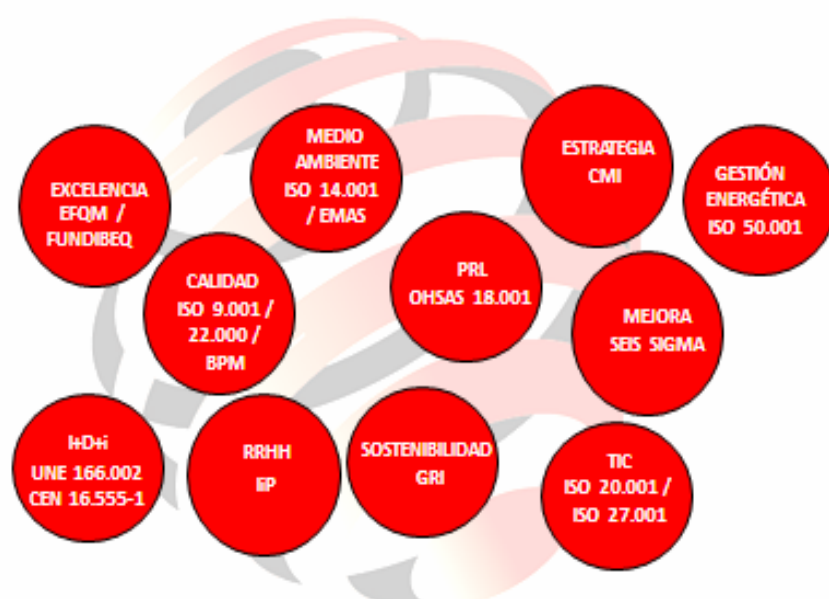 EXCELENCIA
EFQM /
FUNDIBEQ
MEDIO
AMBIENTE
ISO 14.001
/ EMAS
ESTRATEGIA
CMI
GESTIÓN
ENERGÉTICA
ISO 50.001
CALIDAD
ISO 9.001 /
22.000 /
BPM
PRL
OHSAS 18.001
MEJORA
SEIS SIGMA
I+D+i
UNE 166.002
CEN 16.555-1
RRHH
IiP
SOSTENIBILIDAD
GRI
TIC
ISO 20.001 /
ISO 27.001